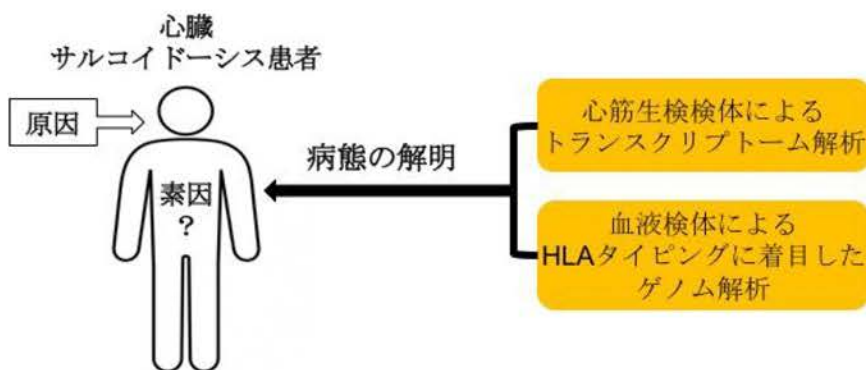 心臓
サルコイドーシス患者
原因
素因
?
病態の解明
心筋生検検体による
トランスクリプトーム解析
血液検体による
HLAタイピングに着目した
ゲノム解析